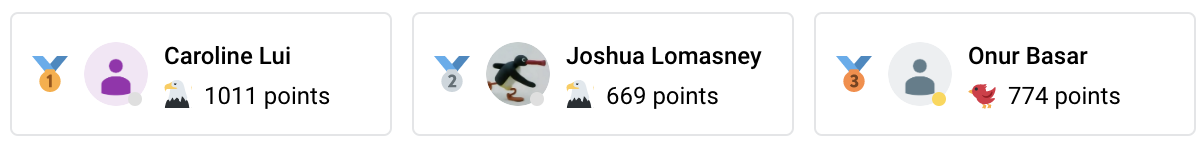 1
Caroline Lui
1011 points
2
Joshua Lomasney
669 points
3
Onur Basar
774 points